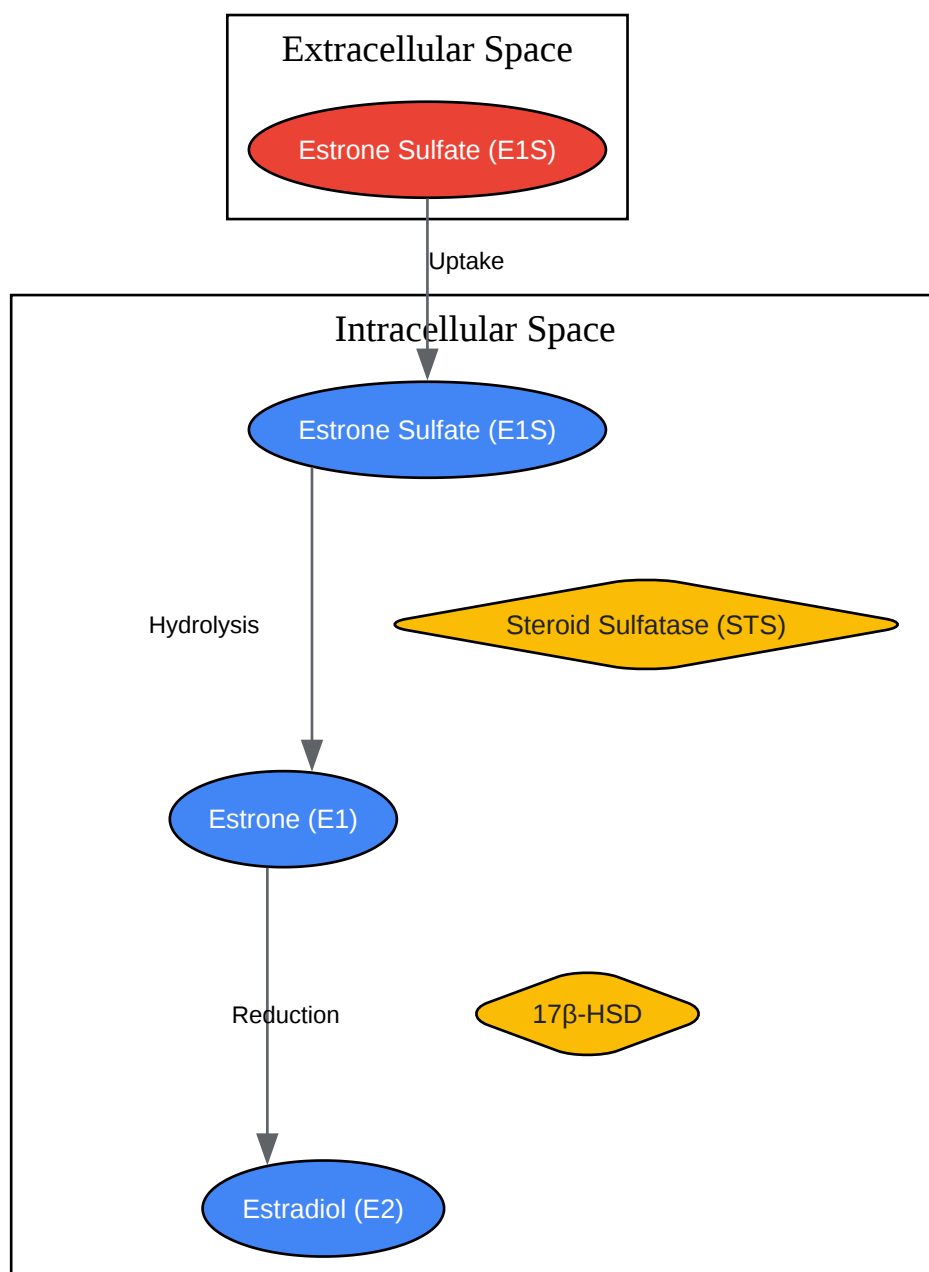 Extracellular Space
Estrone Sulfate (E1S)
Uptake
Intracellular Space
Estrone Sulfate (E1S)
Hydrolysis
Steroid Sulfatase (STS)
Estrone (E1)
Reduction
17β-HSD
Estradiol (E2)